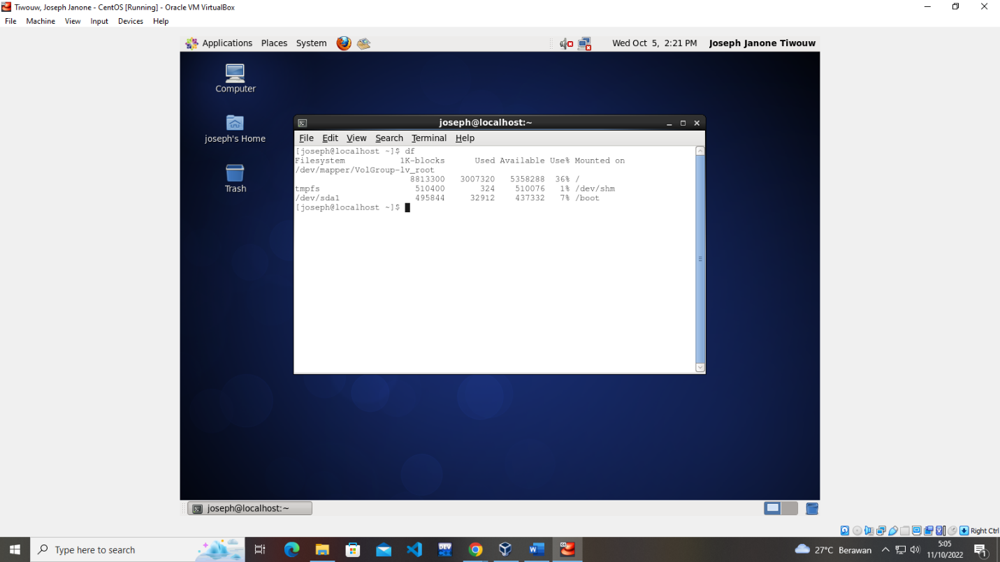 Tiwouw, Joseph Janone - CentOS [Running] - Oracle VM VirtualBox
File Machine View Input Devices Help
Applications Places System Wed Oct 5, 2:21 PM Joseph Janone Tiwouw
Computer
joseph's Home
Trash
joseph@localhost:~
File Edit View Search Terminal Help
[joseph@localhost ~]$ df
Filesystem 1K-blocks Used Available Use% Mounted on
/dev/mapper/VolGroup-lv_root
8813300 3007320 5358288 36% /
tmpfs 510400 324 510076 1% /dev/shm
/dev/sda1 495844 32912 437332 7% /boot
[joseph@localhost ~]$
joseph@localhost:~
Right Ctrl
Type here to search
DEV
27°C Berawan
5:05
11/10/2022
1